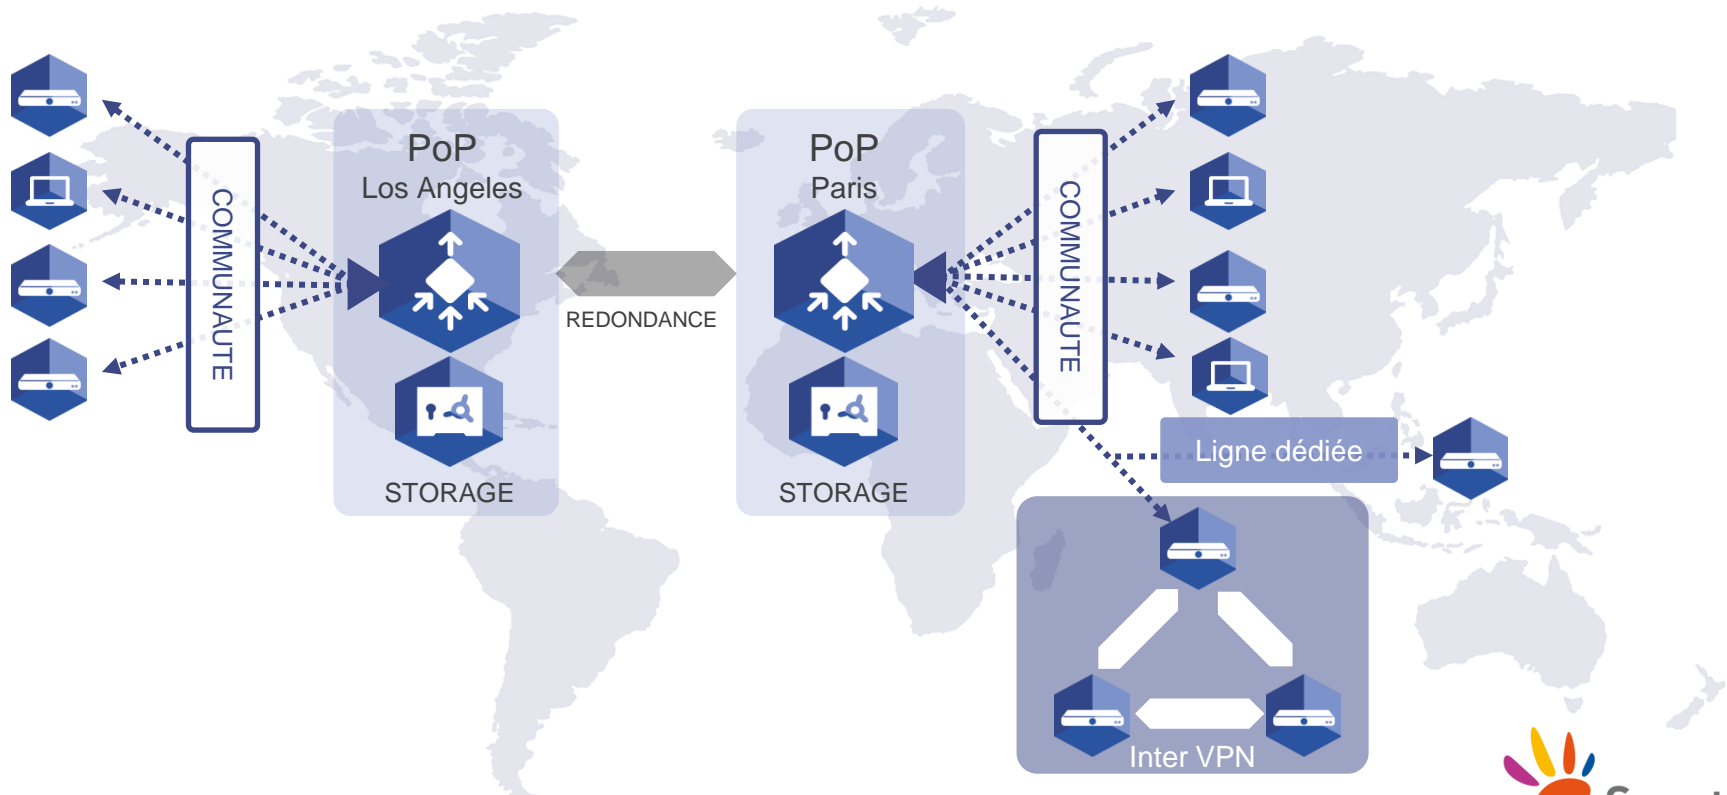 PoP
Los Angeles
COMMUNAUTE
STORAGE
REDONDANCE
PoP
Paris
STORAGE
COMMUNAUTE
Ligne dédiée
Inter VPN